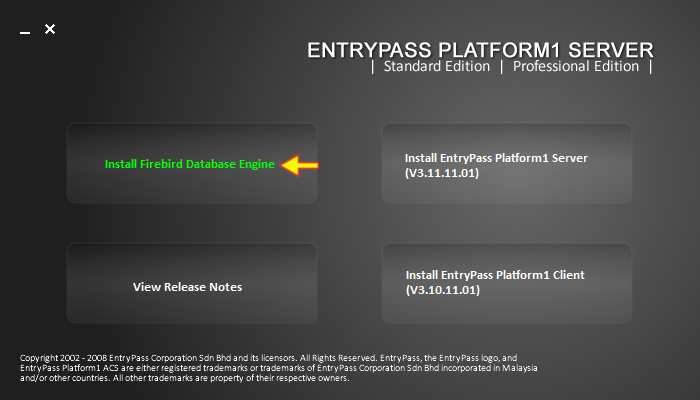 ENTRYPASS PLATFORM1 SERVER
| Standard Edition | Professional Edition |
Install Firebird Database Engine
Install EntryPass Platform1 Server
(V3.11.11.01)
View Release Notes
Install EntryPass Platform1 Client
(V3.10.11.01)
Copyright 2002 - 2008 EntryPass Corporation Sdn Bhd and its licensors. All Rights Reserved. EntryPass, the EntryPass logo, and
EntryPass Platform1 ACS are either registered trademarks or trademarks of EntryPass Corporation Sdn Bhd incorporated in Malaysia
and/or other countries. All other trademarks are property of their respective owners.